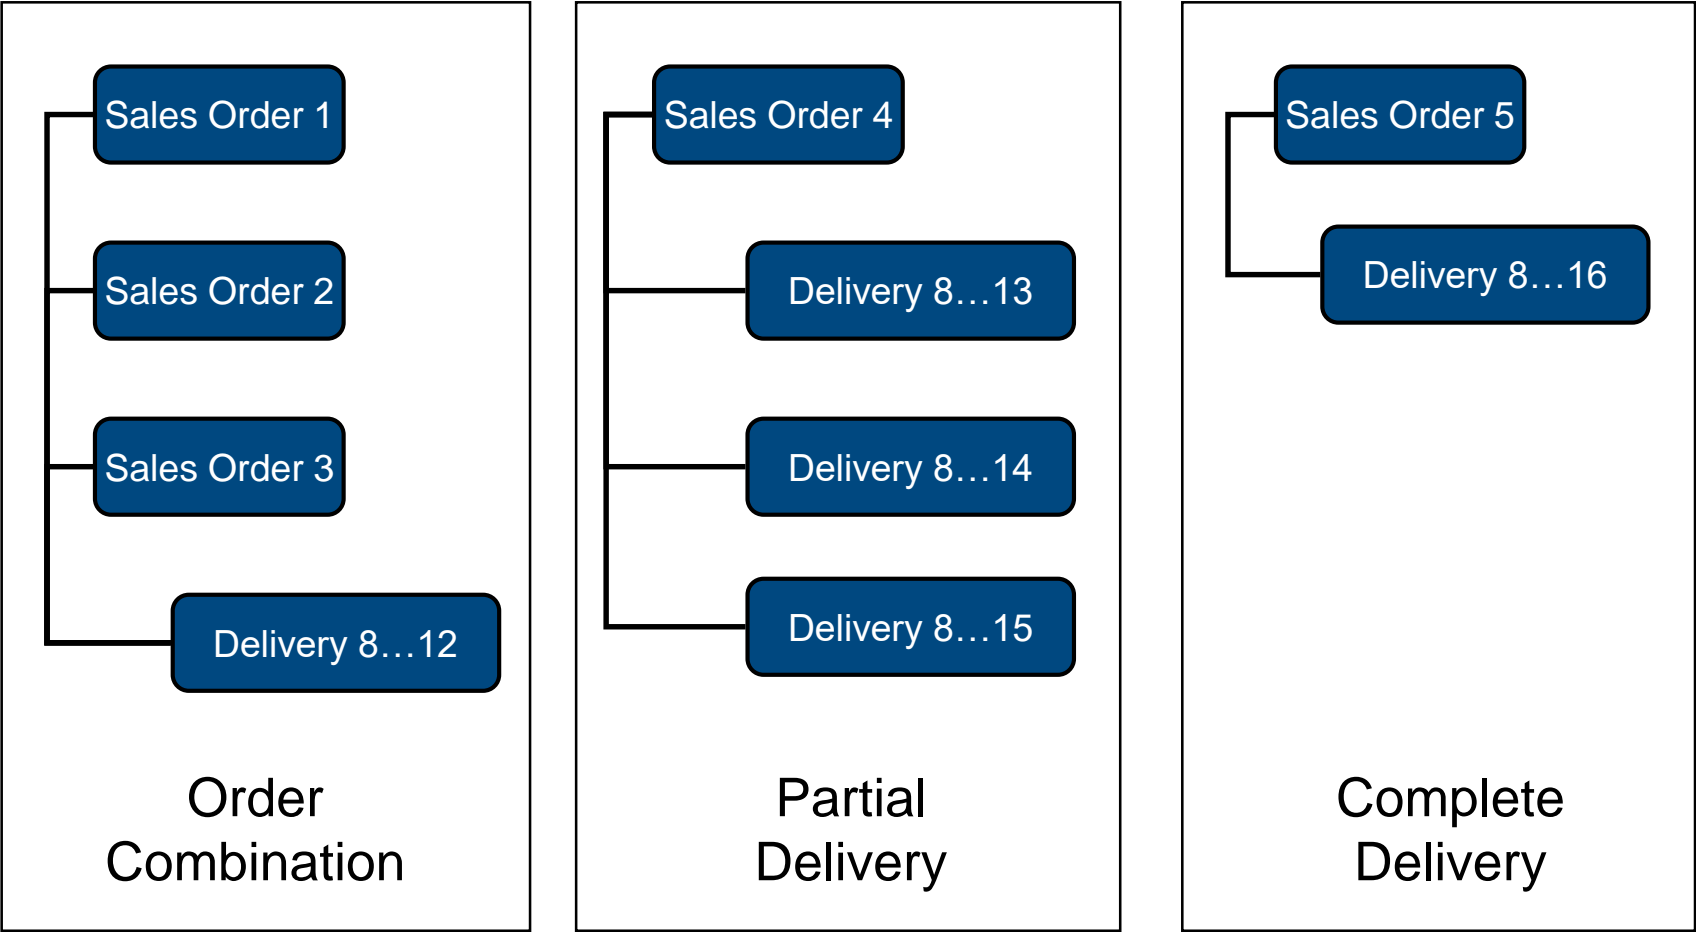 Sales Order 1
Sales Order 2
Sales Order 3
Delivery 8…12
Order
Combination
Sales Order 4
Delivery 8…13
Delivery 8…14
Delivery 8…15
Partial
Delivery
Sales Order 5
Delivery 8…16
Complete
Delivery